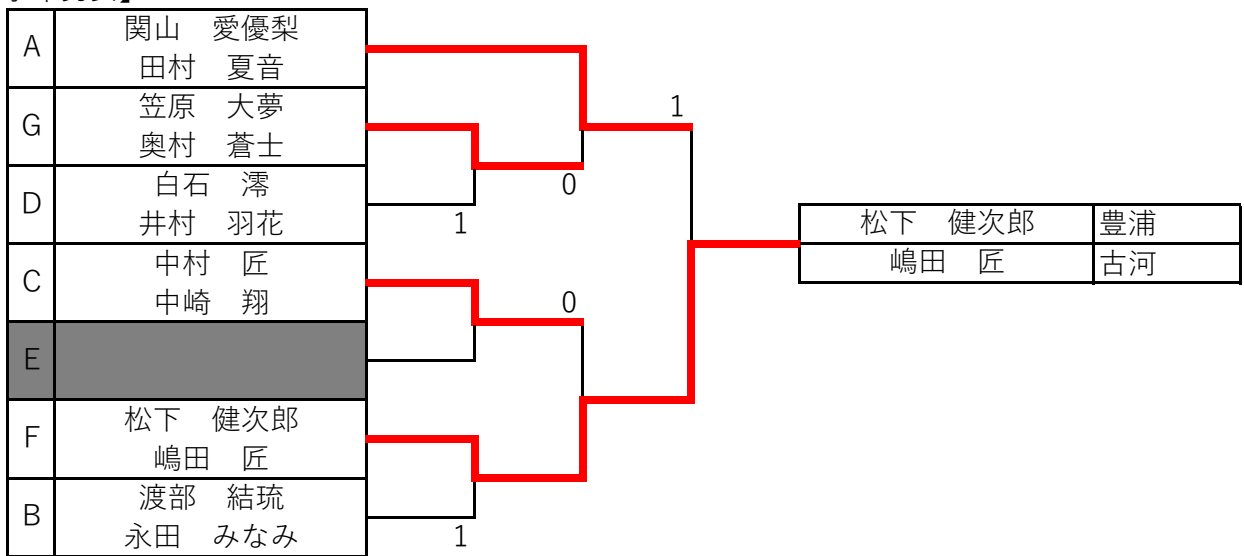 A
関山　愛優梨
田村　夏音
G
笠原　大夢
奥村　蒼士
D
白石　澪
井村　羽花
C
中村　匠
中崎　翔
E
F
松下　健次郎
嶋田　匠
B
渡部　結琉
永田　みなみ
1
0
1
0
1
松下　健次郎 豊浦
嶋田　匠 古河